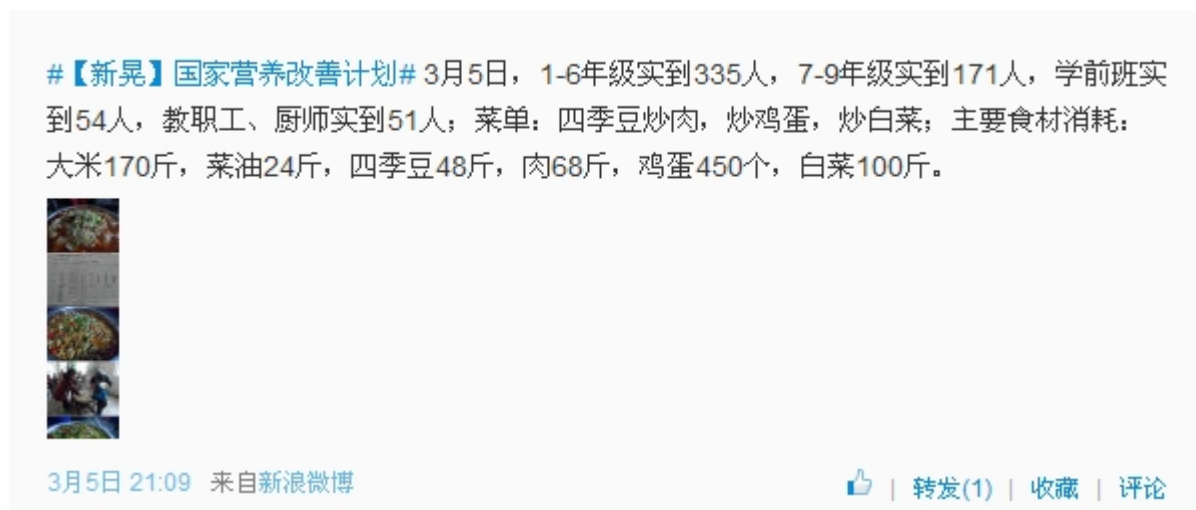 #【新晃】国家营养改善计划# 3月5日，1-6年级实到335人，7-9年级实到171人，学前班实
到54人，教职工、厨师实到51人；菜单：四季豆炒肉，炒鸡蛋，炒白菜；主要食材消耗：
大米170斤，菜油24斤，四季豆48斤，肉68斤，鸡蛋450个，白菜100斤。
3月5日 21:09 来自新浪微博 | 转发(1) | 收藏 | 评论